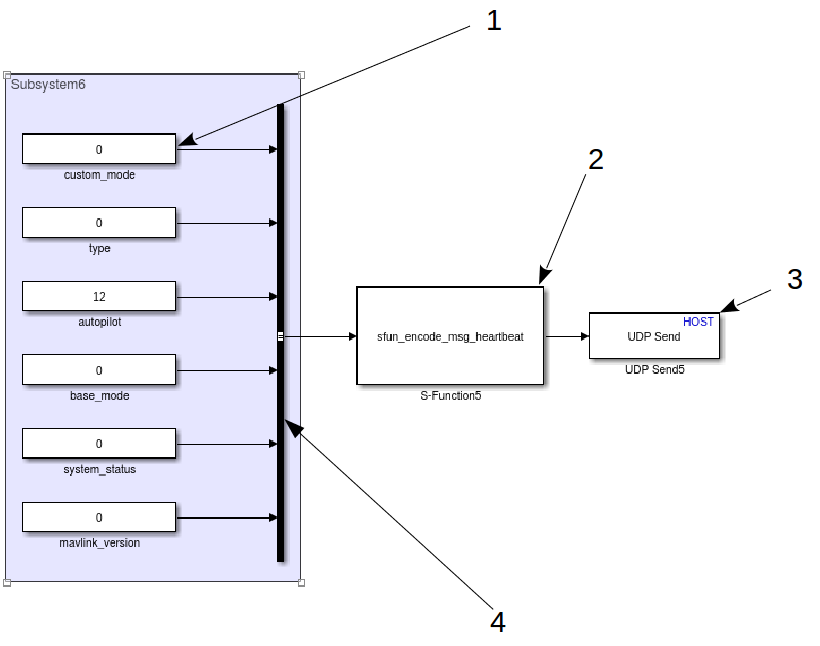 1
Subsystem6
0
custom_mode
2
0
type
3
HOST
12
autopilot
sfun_encode_msg_heartbeat
UDP Send
0
base_mode
S-Function5
UDP Send5
0
system_status
0
mavlink_version
4